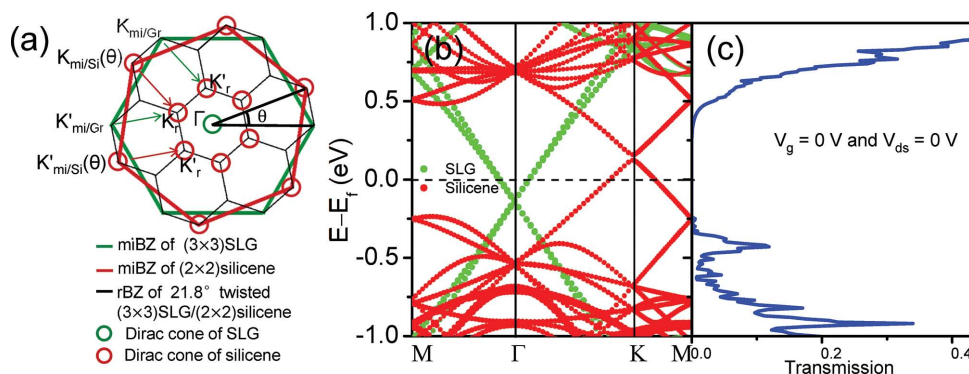 (a)
K_mi/Gr
K_mi/Si(θ)
K'_mi/Gr
K'_mi/Si(θ)
K'_r
K_r
K'_r
Γ
θ
miBZ of (3×3)SLG
miBZ of (2×2)silicene
rBZ of 21.8° twisted
(3×3)SLG/(2×2)silicene
Dirac cone of SLG
Dirac cone of silicene
(b)
E−E_f (eV)
1.0
0.5
0.0
-0.5
-1.0
SLG
Silicene
M
Γ
K
M
(c)
V_g = 0 V and V_ds = 0 V
0.0
0.2
0.4
Transmission